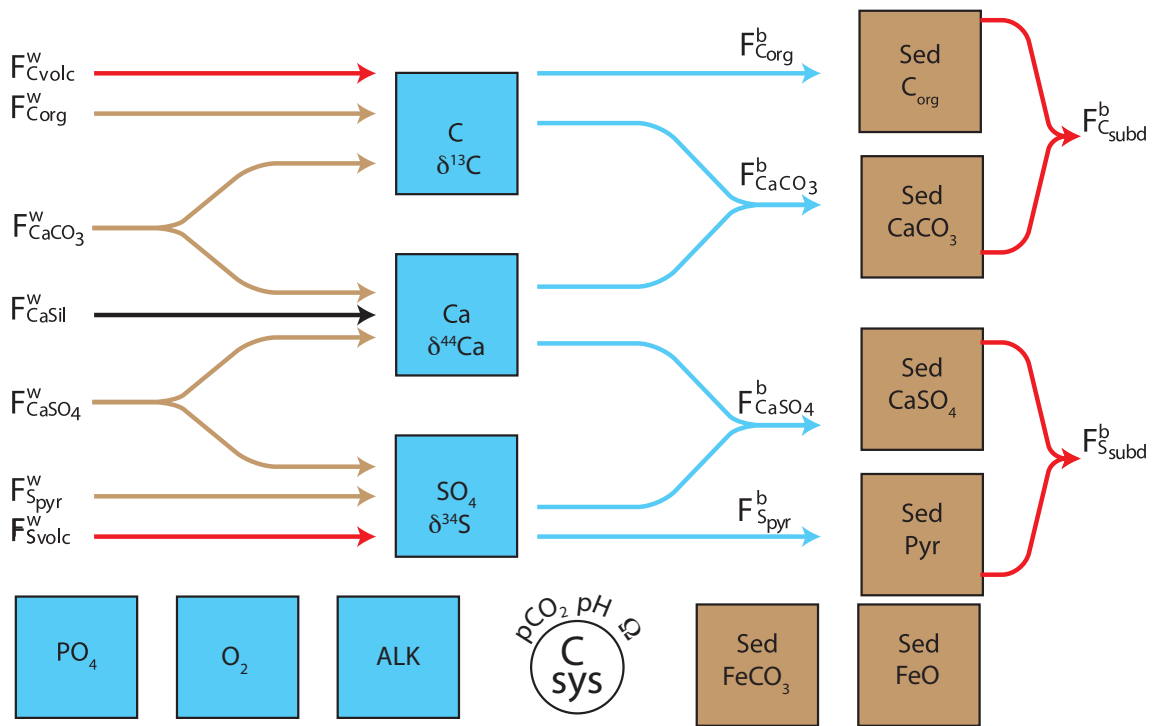 F^w_Cvolc
F^w_Corg
F^w_CaCO₃
F^w_CaSil
F^w_CaSO₄
F^w_Spyr
F^w_Svolc
C
δ¹³C
Ca
δ⁴⁴Ca
SO₄
δ³⁴S
F^b_Corg
F^b_CaCO₃
F^b_CaSO₄
F^b_Spyr
Sed
C_org
Sed
CaCO₃
Sed
CaSO₄
Sed
Pyr
F^b_Csubd
F^b_Ssubd
PO₄
O₂
ALK
pCO₂ pH Ω
C
sys
Sed
FeCO₃
Sed
FeO